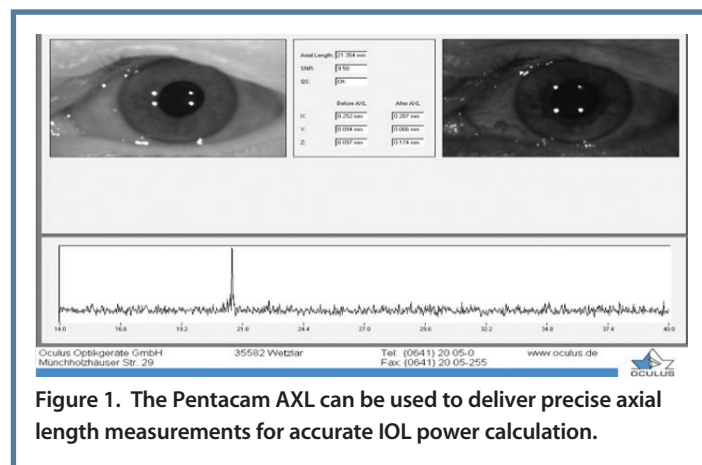 Axial Length: 21.354 mm
SNR: 9.50
QS: OK
Before AXL After AXL
X: 0.252 mm 0.287 mm
Y: 0.094 mm 0.066 mm
Z: 0.097 mm 0.174 mm
14.0 16.6 19.2 21.8 24.4 27.0 29.6 32.2 34.8 37.4 40.0
Oculus Optikgeräte GmbH 35582 Wetzlar Tel: (0641) 20 05-0 www.oculus.de
Münchholzhäuser Str. 29 Fax: (0641) 20 05-255
OCULUS
Figure 1. The Pentacam AXL can be used to deliver precise axial
length measurements for accurate IOL power calculation.